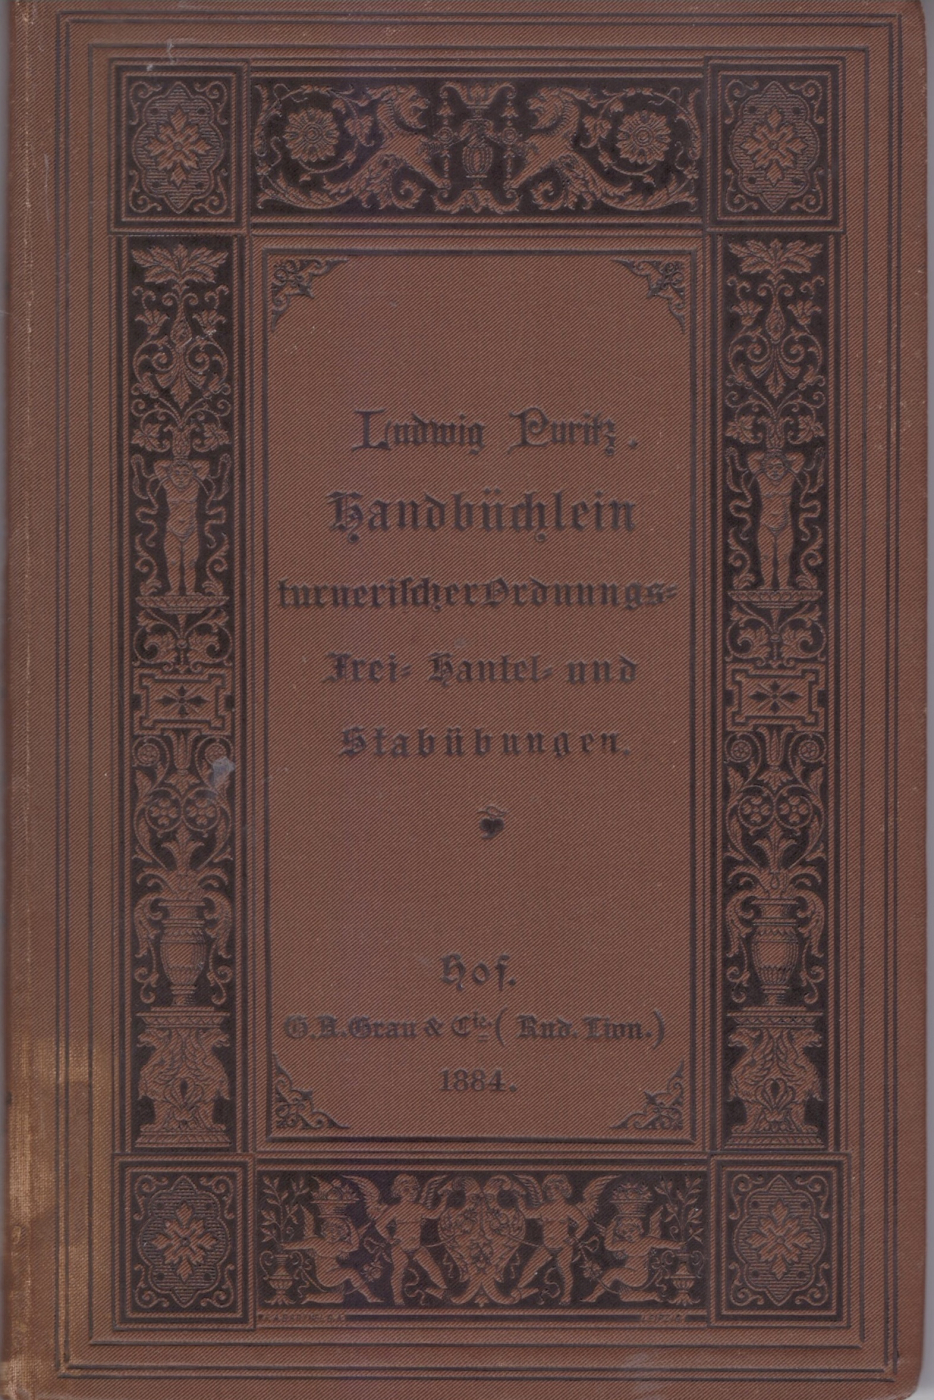 Ludwig Puritz.
Handbüchlein
turnerischer Ordnungs-
Frei- Hantel- und
Stabübungen.
Hof.
G. A. Grau & Cie. (Rud. Lion.)
1884.